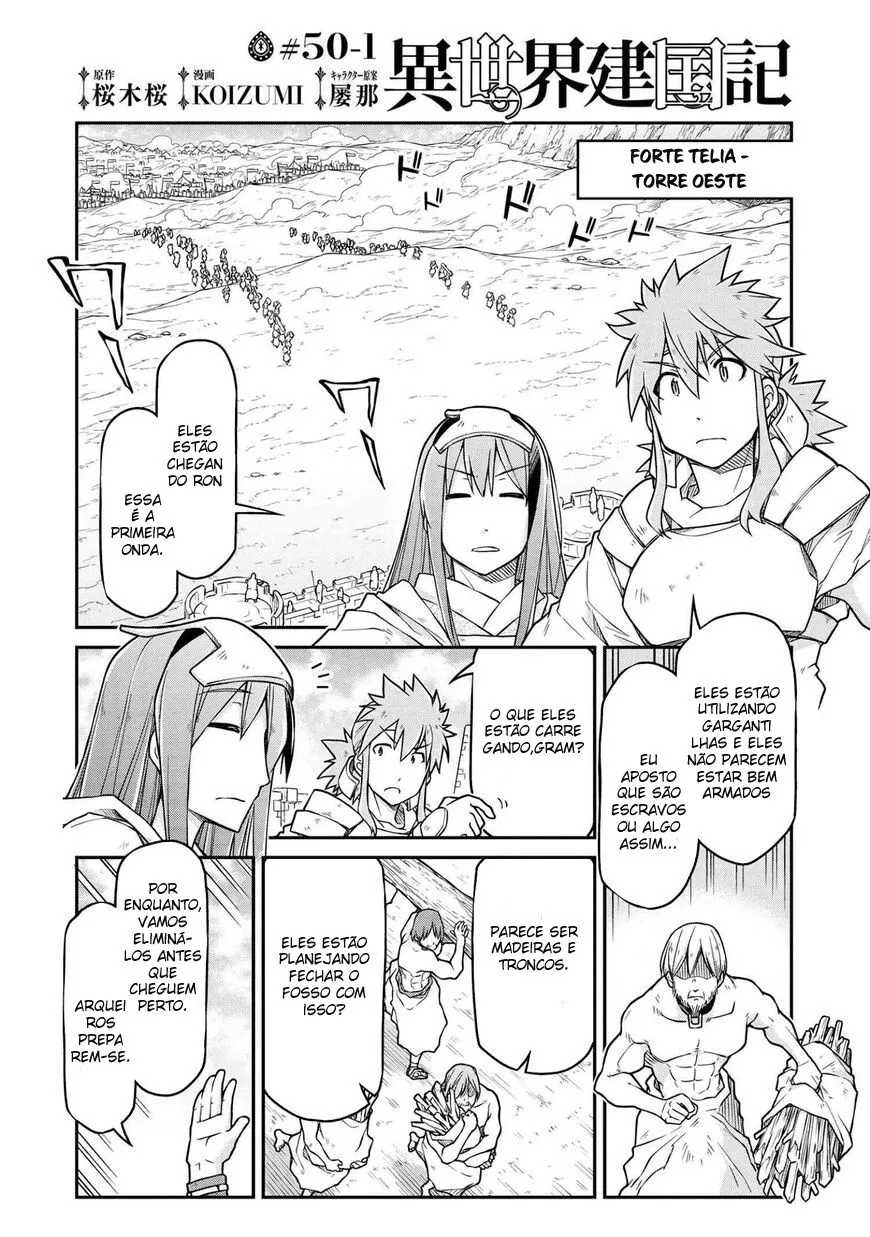 #50-1
異世界建国記
原作
桜木桜
漫画
KOIZUMI
キャラクター原案
屡那
FORTE TELIA -
TORRE OESTE
ド
ド
ド
ELES
ESTÃO
CHEGAN
DO RON
ESSA
É A
PRIMEIRA
ONDA.
ELES ESTÃO
UTILIZANDO
GARGANTI
LHAS E ELES
NÃO PARECEM
ESTAR BEM
ARMADOS
EU
APOSTO
QUE SÃO
ESCRAVOS
OU ALGO
ASSIM...
O QUE ELES
ESTÃO CARRE
GANDO,GRAM?
PARECE SER
MADEIRAS E
TRONCOS.
ELES ESTÃO
PLANEJANDO
FECHAR O
FOSSO COM
ISSO?
POR
ENQUANTO,
VAMOS
ELIMINÁ-
LOS ANTES
QUE
CHEGUEM
PERTO.
ARQUEI
ROS
PREPA
REM-SE.